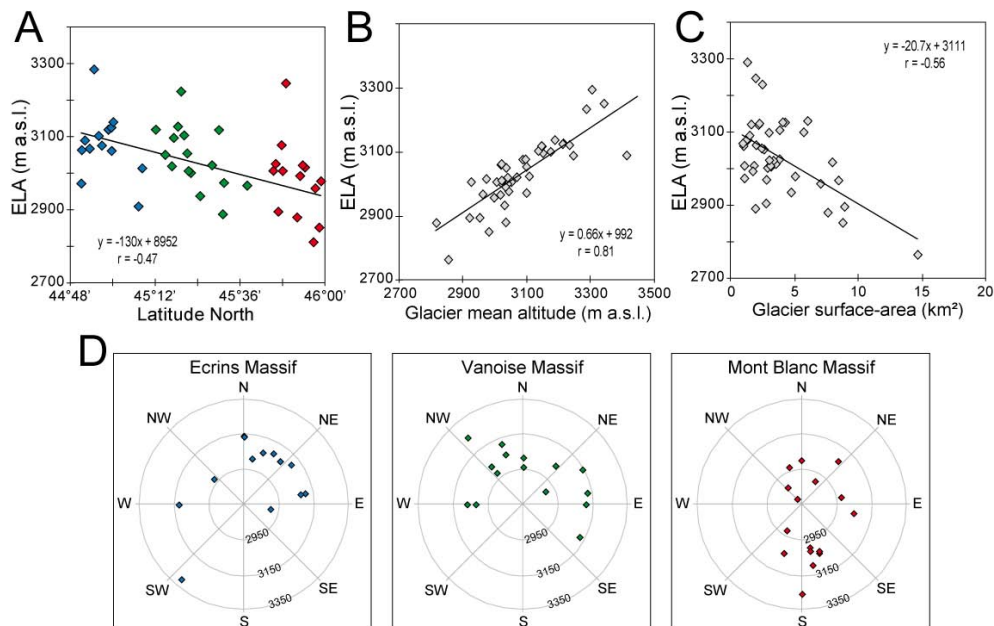 A
3300
3100
2900
2700
ELA (m a.s.l.)
y = -130x + 8952
r = -0.47
44°48' 45°12' 45°36' 46°00'
Latitude North
B
3300
3100
2900
2700
ELA (m a.s.l.)
y = 0.66x + 992
r = 0.81
2700 2900 3100 3300 3500
Glacier mean altitude (m a.s.l.)
C
y = -20.7x + 3111
r = -0.56
3300
3100
2900
2700
ELA (m a.s.l.)
0 5 10 15 20
Glacier surface-area (km²)
D
Ecrins Massif
N
NW NE
W E
2950
3150
3350
SW SE
S
Vanoise Massif
N
NW NE
W E
2950
3150
3350
SW SE
S
Mont Blanc Massif
N
NW NE
W E
2950
3150
3350
SW SE
S